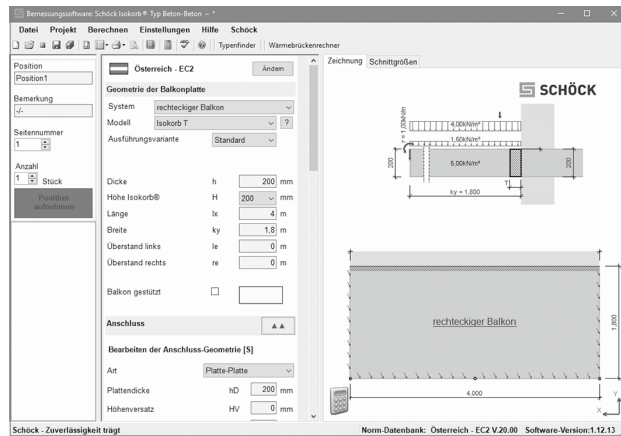 Bemessungssoftware: Schöck Isokorb® Typ Beton-Beton - *
Datei Projekt Berechnen Einstellungen Hilfe Schöck
Typenfinder Wärmebrückenrechner
Position
Position1
Bemerkung
-/-
Seitennummer
1
Anzahl
1 Stück
Position aufnehmen
Österreich - EC2 Ändern
Geometrie der Balkonplatte
System rechteckiger Balkon
Modell Isokorb T ?
Ausführungsvariante Standard
Dicke h 200 mm
Höhe Isokorb® H 200 mm
Länge lx 4 m
Breite ky 1,8 m
Überstand links le 0 m
Überstand rechts re 0 m
Balkon gestützt
Anschluss
Bearbeiten der Anschluss-Geometrie [S]
Art Platte-Platte
Plattendicke hD 200 mm
Höhenversatz HV 0 mm
Zeichnung Schnittgrößen
SCHÖCK
r = 1,00kN/m
4,00kN/m²
1,50kN/m²
5,00kN/m²
200
200
T
ky = 1,800
rechteckiger Balkon
1,800
4,000
Y
X
Schöck - Zuverlässigkeit trägt
Norm-Datenbank: Österreich - EC2 V.20.00 Software-Version:1.12.13